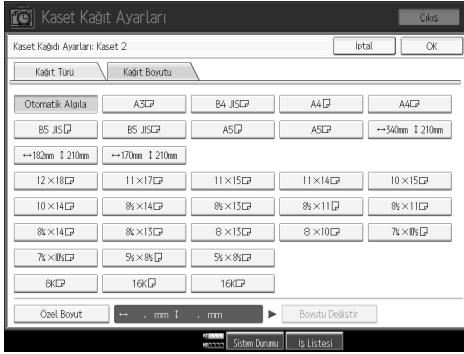 Kaset Kağıt Ayarları Çıkış
Kaset Kağıdı Ayarları: Kaset 2 İptal OK
Kağıt Türü Kağıt Boyutu
Otomatik Algıla A3 B4 JIS A4 A4
B5 JIS B5 JIS A5 A5 ↔340mm ↕210mm
↔182mm ↕210mm ↔170mm ↕210mm
12×18 11×17 11×15 11×14 10×15
10×14 8½×14 8½×13 8½×11 8½×11
8¼×14 8¼×13 8×13 8×10 7¼×10½
7¼×10½ 5½×8½ 5½×8½
8K 16K 16K
Özel Boyut ↔ . mm ↕ . mm ▶ Boyutu Değiştir
Sistem Durumu İş Listesi